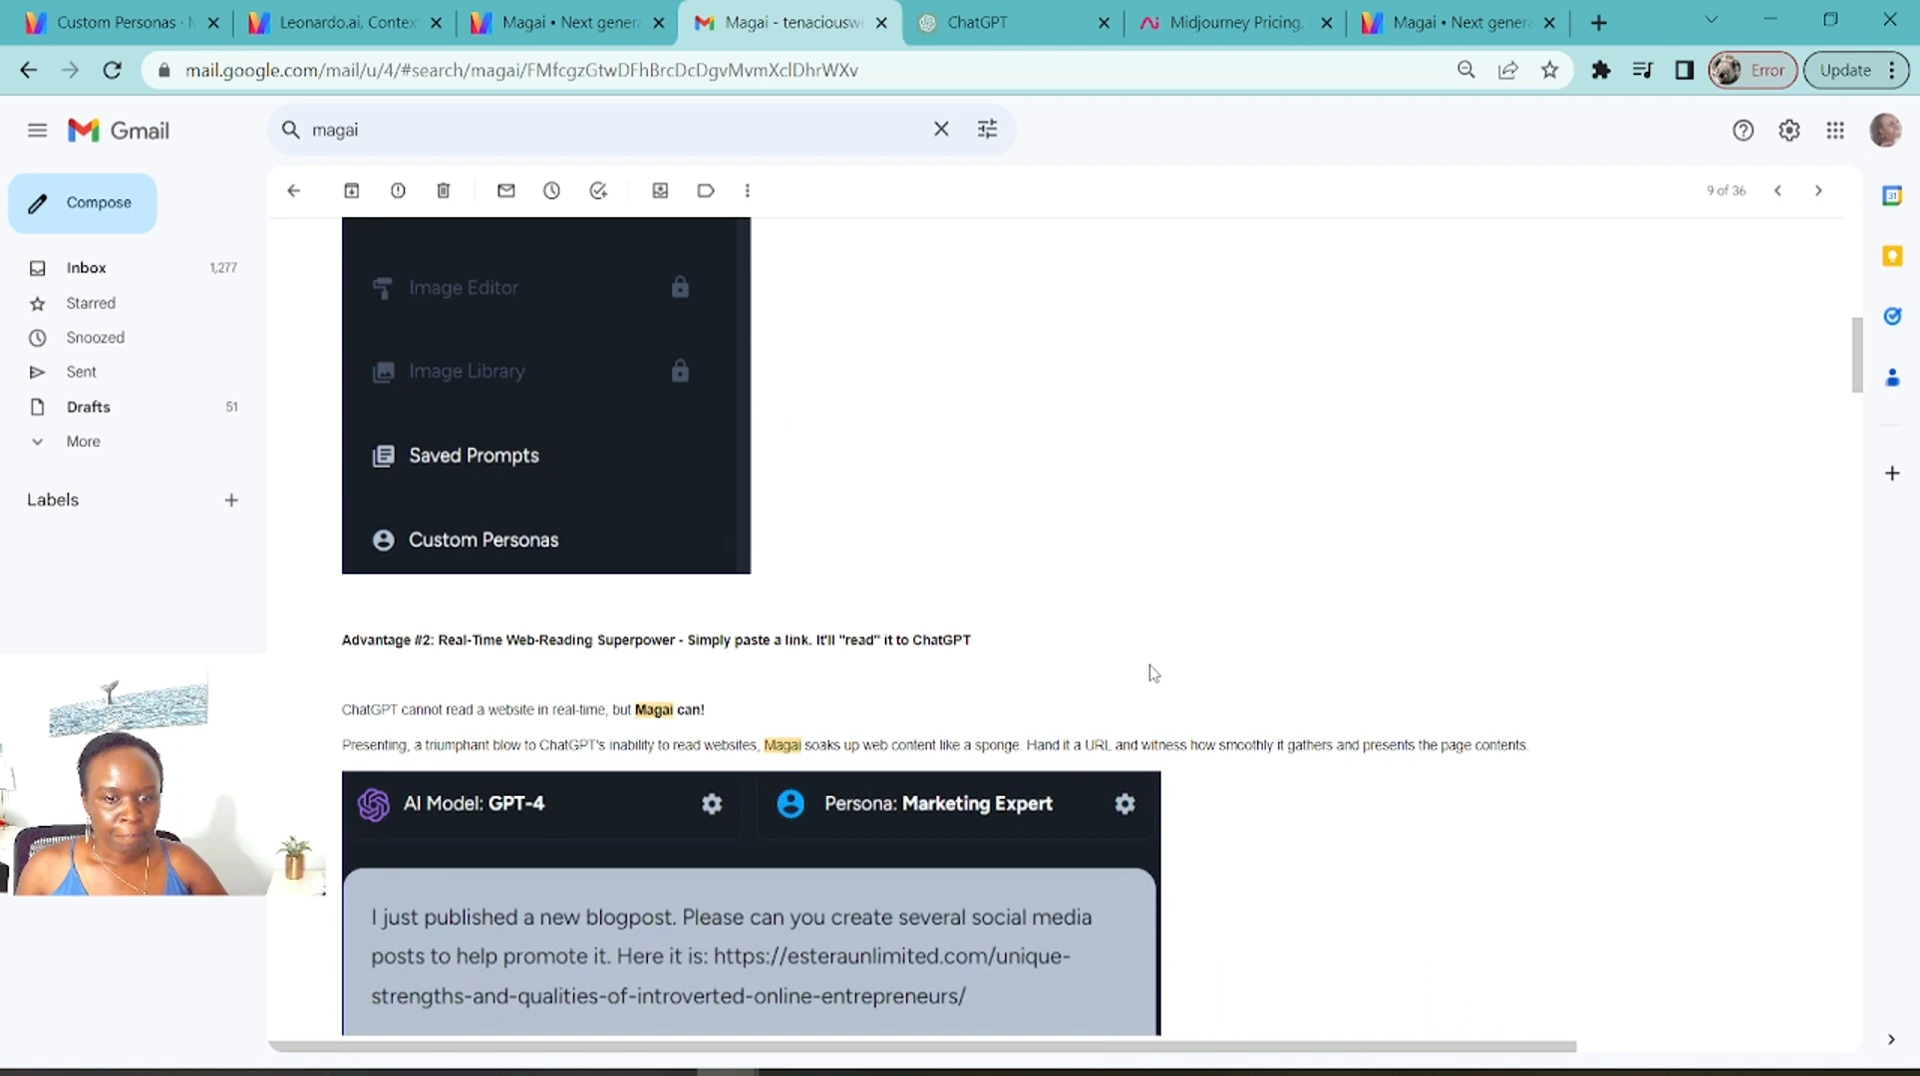 Custom Personas · M
Leonardo.ai, Contex
Magai • Next genera
Magai - tenaciouswe
ChatGPT
Midjourney Pricing,
Magai • Next genera
mail.google.com/mail/u/4/#search/magai/FMfcgzGtwDFhBrcDcDgvMvmXclDhrWXv
Error
Update
Gmail
magai
Compose
9 of 36
Inbox 1,277
Starred
Snoozed
Sent
Drafts 51
More
Labels
Image Editor
Image Library
Saved Prompts
Custom Personas
Advantage #2: Real-Time Web-Reading Superpower - Simply paste a link. It'll "read" it to ChatGPT
ChatGPT cannot read a website in real-time, but Magai can!
Presenting, a triumphant blow to ChatGPT's inability to read websites, Magai soaks up web content like a sponge. Hand it a URL and witness how smoothly it gathers and presents the page contents.
AI Model: GPT-4
Persona: Marketing Expert
I just published a new blogpost. Please can you create several social media
posts to help promote it. Here it is: https://esteraunlimited.com/unique-
strengths-and-qualities-of-introverted-online-entrepreneurs/
31